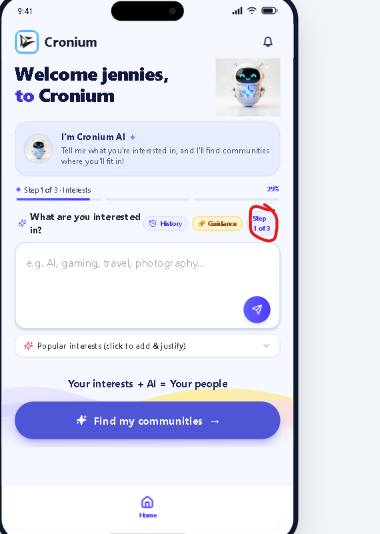 9:41
Cronium
Welcome jennies,
to Cronium
I'm Cronium AI
Tell me what you're interested in, and I'll find communities
where you'll fit in!
Step 1 of 3 · Interests
29%
What are you interested
in?
History
Guidance
Step
1 of 3
e.g. AI, gaming, travel, photography...
Popular interests (click to add & justify)
Your interests + AI = Your people
Find my communities →
Home